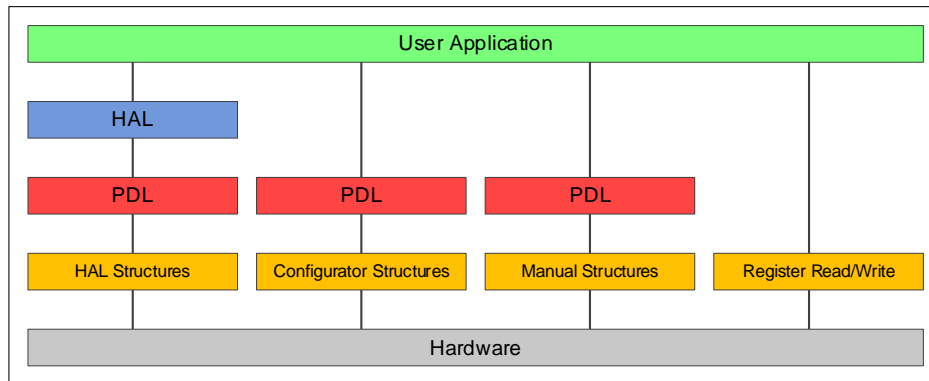 User Application
HAL
PDL
PDL
PDL
HAL Structures
Configurator Structures
Manual Structures
Register Read/Write
Hardware